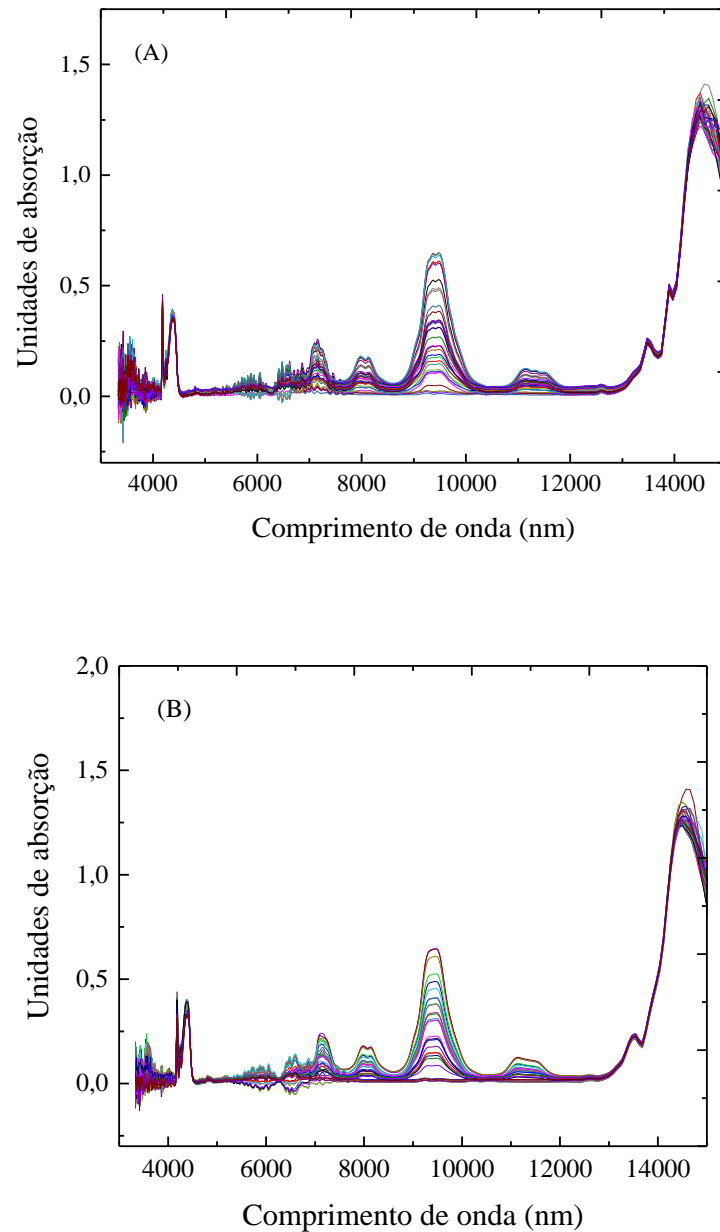 (A)
1,5
1,0
0,5
0,0
Unidades de absorção
4000 6000 8000 10000 12000 14000
Comprimento de onda (nm)
2,0
(B)
1,5
1,0
0,5
0,0
Unidades de absorção
4000 6000 8000 10000 12000 14000
Comprimento de onda (nm)